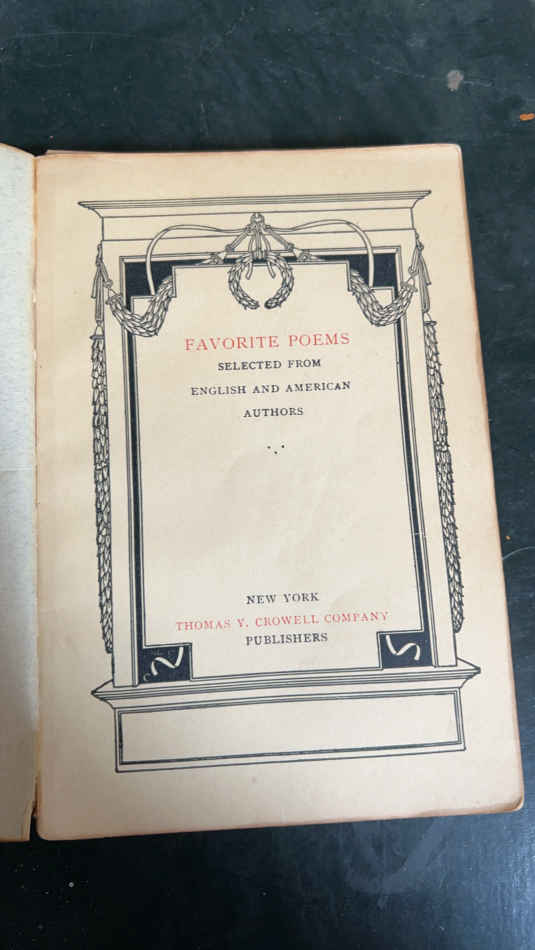 FAVORITE POEMS
SELECTED FROM
ENGLISH AND AMERICAN
AUTHORS
NEW YORK
THOMAS Y. CROWELL COMPANY
PUBLISHERS